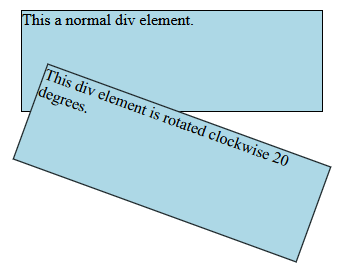 This a normal div element.
This div element is rotated clockwise 20
degrees.